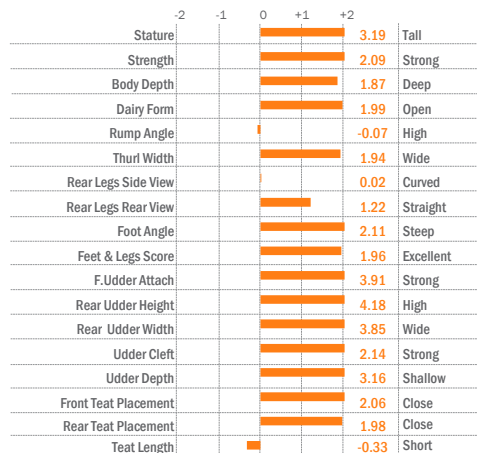 -2 -1 0 +1 +2
Stature 3.19 Tall
Strength 2.09 Strong
Body Depth 1.87 Deep
Dairy Form 1.99 Open
Rump Angle -0.07 High
Thurl Width 1.94 Wide
Rear Legs Side View 0.02 Curved
Rear Legs Rear View 1.22 Straight
Foot Angle 2.11 Steep
Feet & Legs Score 1.96 Excellent
F.Udder Attach 3.91 Strong
Rear Udder Height 4.18 High
Rear Udder Width 3.85 Wide
Udder Cleft 2.14 Strong
Udder Depth 3.16 Shallow
Front Teat Placement 2.06 Close
Rear Teat Placement 1.98 Close
Teat Length -0.33 Short